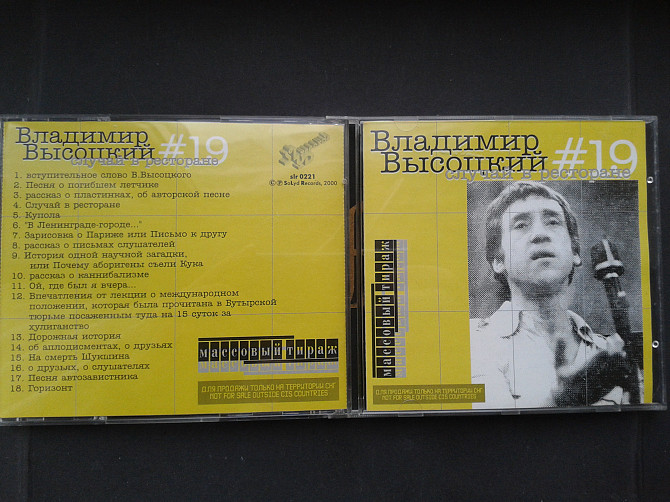 Владимир
Высоцкий #19
случай в ресторане
1. вступительное слово В.Высоцкого
2. Песня о погибшем летчике
3. рассказ о пластинках, об авторской песне
4. Случай в ресторане
5. Купола
6. "В Ленинграде-городе..."
7. Зарисовка о Париже или Письмо к другу
8. рассказ о письмах слушателей
9. История одной научной загадки,
или Почему аборигены съели Кука
10. рассказ о каннибализме
11. Ой, где был я вчера...
12. Впечатления от лекции о международном
положении, которая была прочитана в Бутырской
тюрьме посаженным туда на 15 суток за
хулиганство
13. Дорожная история
14. об аплодисментах, о друзьях
15. На смерть Шукшина
16. о друзьях, о слушателях
17. Песня автозавистника
18. Горизонт
slr 0221
© ℗ SoLyd Records, 2000
массовый тираж
ДЛЯ ПРОДАЖИ ТОЛЬКО НА ТЕРРИТОРИИ СНГ
NOT FOR SALE OUTSIDE CIS COUNTRIES
Владимир
Высоцкий #19
случай в ресторане
массовый тираж
ДЛЯ ПРОДАЖИ ТОЛЬКО НА ТЕРРИТОРИИ СНГ
NOT FOR SALE OUTSIDE CIS COUNTRIES